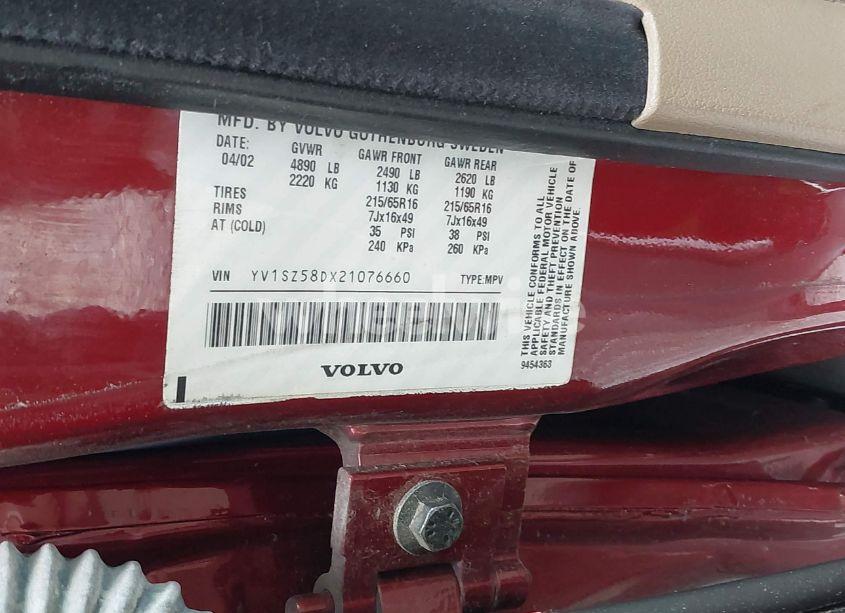 MFD. BY VOLVO GOTHENBURG SWEDEN
DATE: GVWR GAWR FRONT GAWR REAR
04/02 4890 LB 2490 LB 2620 LB
2220 KG 1130 KG 1190 KG
TIRES 215/65R16 215/65R16
RIMS 7Jx16x49 7Jx16x49
AT (COLD) 35 PSI 38 PSI
240 KPa 260 KPa
VIN YV1SZ58DX21076660 TYPE:MPV
VOLVO
THIS VEHICLE CONFORMS TO ALL
APPLICABLE FEDERAL MOTOR VEHICLE
SAFETY AND THEFT PREVENTION
STANDARDS IN EFFECT ON THE DATE OF
MANUFACTURE SHOWN ABOVE
9454363